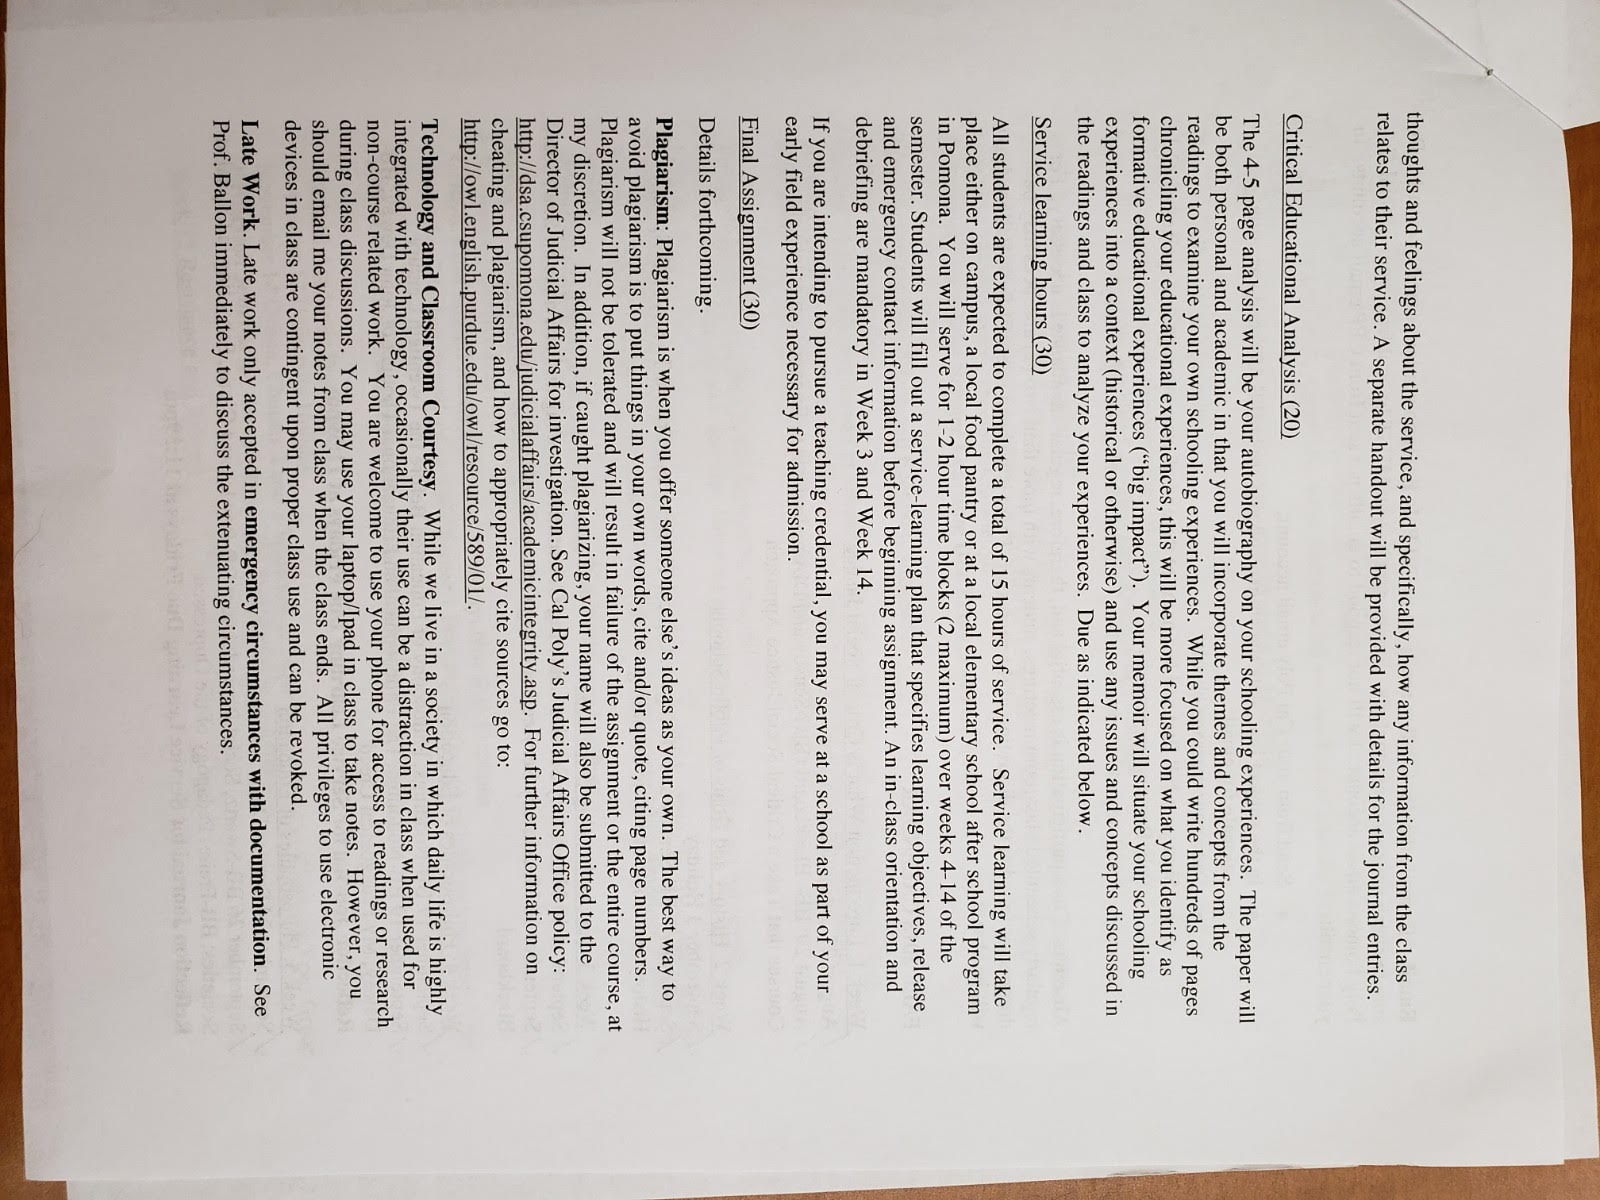 thoughts and feelings about the service, and specifically, how any information from the class
relates to their service. A separate handout will be provided with details for the journal entries.
Critical Educational Analysis (20)
The 4-5 page analysis will be your autobiography on your schooling experiences. The paper will
be both personal and academic in that you will incorporate themes and concepts from the
readings to examine your own schooling experiences. While you could write hundreds of pages
chronicling your educational experiences, this will be more focused on what you identify as
formative educational experiences (“big impact”). Your memoir will situate your schooling
experiences into a context (historical or otherwise) and use any issues and concepts discussed in
the readings and class to analyze your experiences. Due as indicated below.
Service learning hours (30)
All students are expected to complete a total of 15 hours of service. Service learning will take
place either on campus, a local food pantry or at a local elementary school after school program
in Pomona. You will serve for 1-2 hour time blocks (2 maximum) over weeks 4-14 of the
semester. Students will fill out a service-learning plan that specifies learning objectives, release
and emergency contact information before beginning assignment. An in-class orientation and
debriefing are mandatory in Week 3 and Week 14.
If you are intending to pursue a teaching credential, you may serve at a school as part of your
early field experience necessary for admission.
Final Assignment (30)
Details forthcoming.
Plagiarism: Plagiarism is when you offer someone else’s ideas as your own. The best way to
avoid plagiarism is to put things in your own words, cite and/or quote, citing page numbers.
Plagiarism will not be tolerated and will result in failure of the assignment or the entire course, at
my discretion. In addition, if caught plagiarizing, your name will also be submitted to the
Director of Judicial Affairs for investigation. See Cal Poly’s Judicial Affairs Office policy:
http://dsa.csupomona.edu/judicialaffairs/academicintegrity.asp. For further information on
cheating and plagiarism, and how to appropriately cite sources go to:
http://owl.english.purdue.edu/owl/resource/589/01/.
Technology and Classroom Courtesy. While we live in a society in which daily life is highly
integrated with technology, occasionally their use can be a distraction in class when used for
non-course related work. You are welcome to use your phone for access to readings or research
during class discussions. You may use your laptop/Ipad in class to take notes. However, you
should email me your notes from class when the class ends. All privileges to use electronic
devices in class are contingent upon proper class use and can be revoked.
Late Work. Late work only accepted in emergency circumstances with documentation. See
Prof. Ballon immediately to discuss the extenuating circumstances.